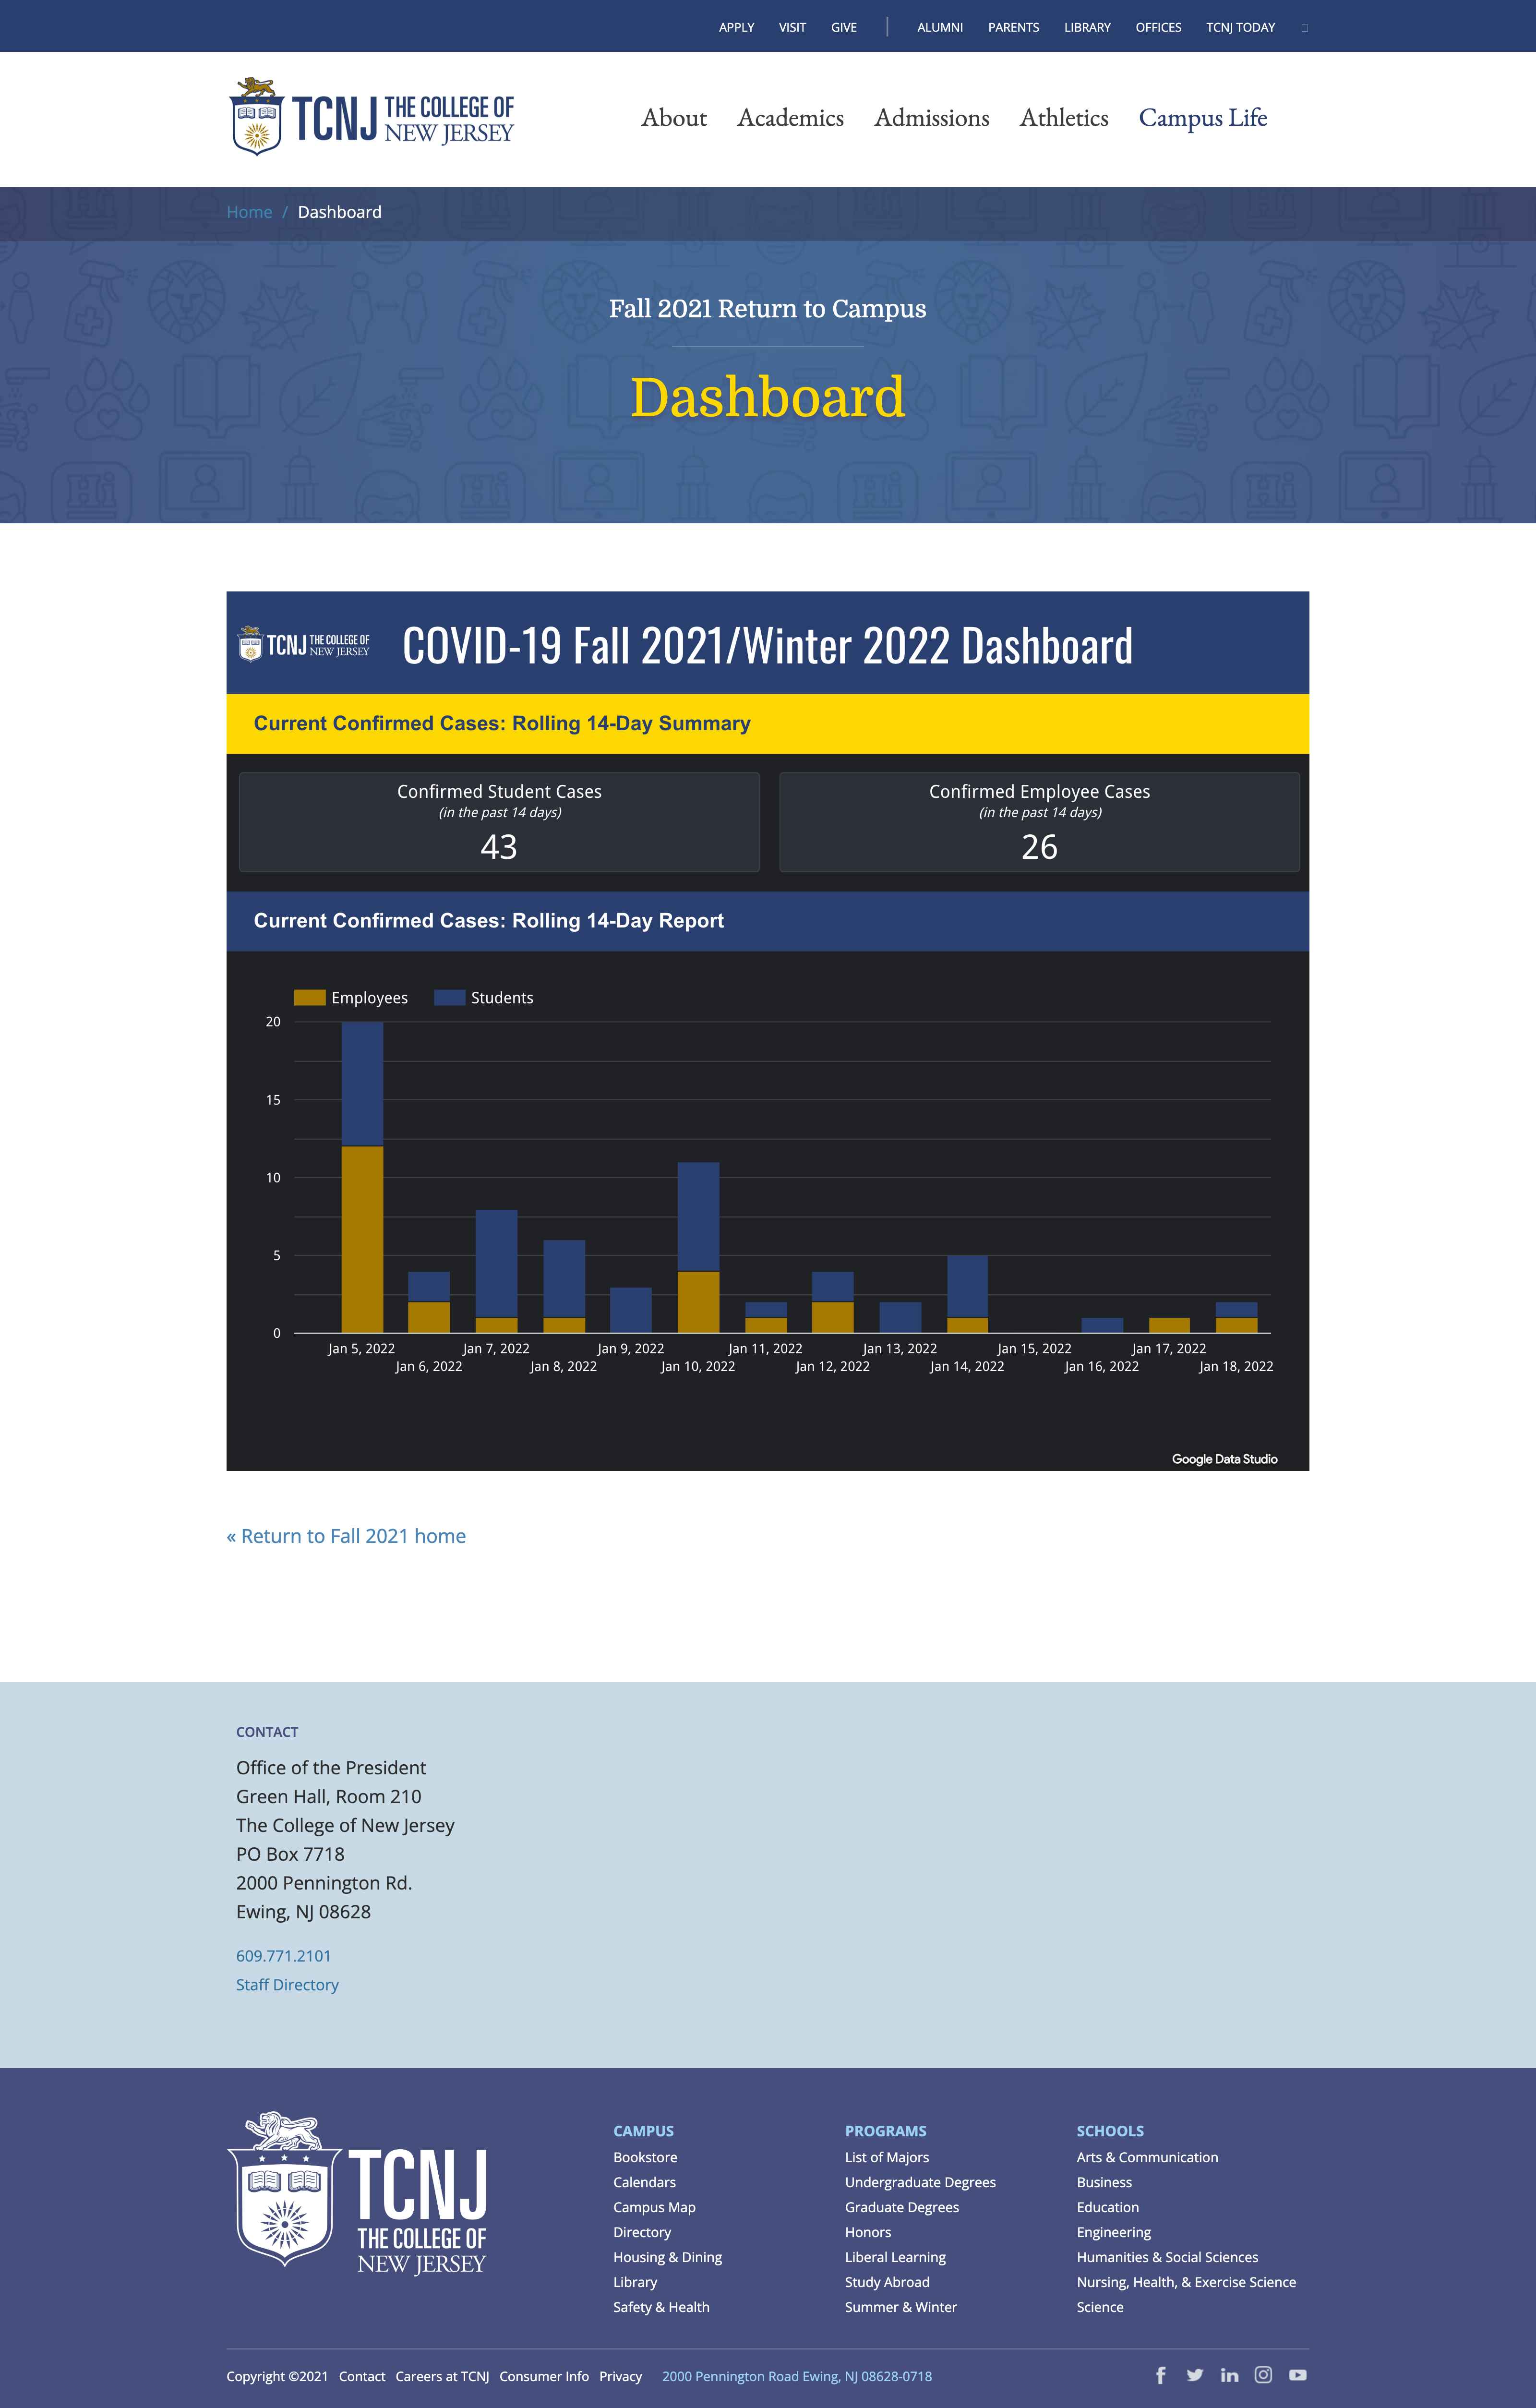 APPLY VISIT GIVE ALUMNI PARENTS LIBRARY OFFICES TCNJ TODAY
TCNJ THE COLLEGE OF
NEW JERSEY
About Academics Admissions Athletics Campus Life
Home / Dashboard
Fall 2021 Return to Campus
Dashboard
Hi Hi Hi
TCNJ THE COLLEGE OF
NEW JERSEY
COVID-19 Fall 2021/Winter 2022 Dashboard
Current Confirmed Cases: Rolling 14-Day Summary
Confirmed Student Cases
(in the past 14 days)
43
Confirmed Employee Cases
(in the past 14 days)
26
Current Confirmed Cases: Rolling 14-Day Report
Employees Students
20
15
10
5
0
Jan 5, 2022 Jan 7, 2022 Jan 9, 2022 Jan 11, 2022 Jan 13, 2022 Jan 15, 2022 Jan 17, 2022
Jan 6, 2022 Jan 8, 2022 Jan 10, 2022 Jan 12, 2022 Jan 14, 2022 Jan 16, 2022 Jan 18, 2022
Google Data Studio
« Return to Fall 2021 home
CONTACT
Office of the President
Green Hall, Room 210
The College of New Jersey
PO Box 7718
2000 Pennington Rd.
Ewing, NJ 08628
609.771.2101
Staff Directory
TCNJ
THE COLLEGE OF
NEW JERSEY
CAMPUS
Bookstore
Calendars
Campus Map
Directory
Housing & Dining
Library
Safety & Health
PROGRAMS
List of Majors
Undergraduate Degrees
Graduate Degrees
Honors
Liberal Learning
Study Abroad
Summer & Winter
SCHOOLS
Arts & Communication
Business
Education
Engineering
Humanities & Social Sciences
Nursing, Health, & Exercise Science
Science
Copyright ©2021 Contact Careers at TCNJ Consumer Info Privacy 2000 Pennington Road Ewing, NJ 08628-0718